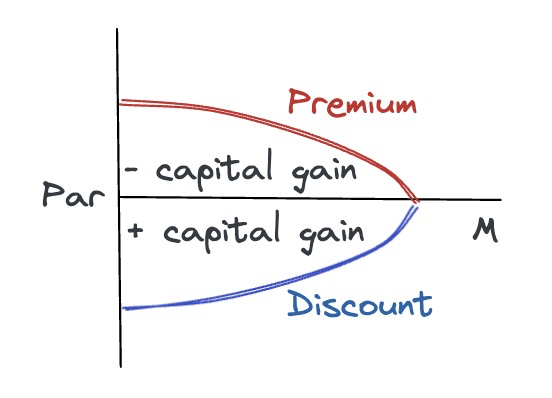 Premium
- capital gain
Par
+ capital gain
M
Discount